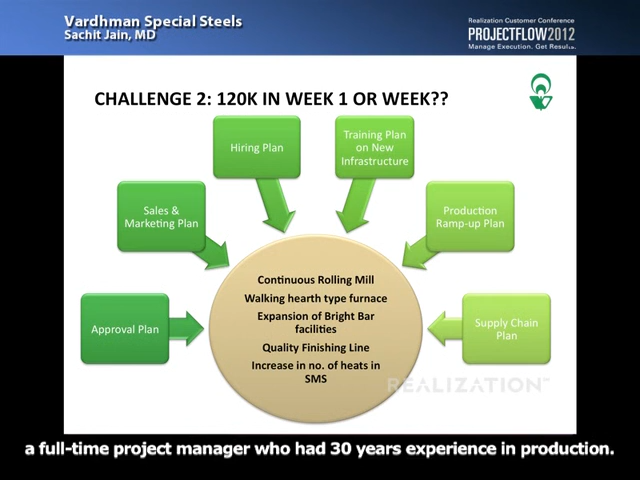 Vardhman Special Steels
Sachit Jain, MD
Realization Customer Conference
PROJECTFLOW2012
Manage Execution. Get Results.
CHALLENGE 2: 120K IN WEEK 1 OR WEEK??
Hiring Plan
Training Plan
on New
Infrastructure
Sales &
Marketing Plan
Production
Ramp-up Plan
Approval Plan
Supply Chain
Plan
Continuous Rolling Mill
Walking hearth type furnace
Expansion of Bright Bar
facilities
Quality Finishing Line
Increase in no. of heats in
SMS
REALIZATION
a full-time project manager who had 30 years experience in production.